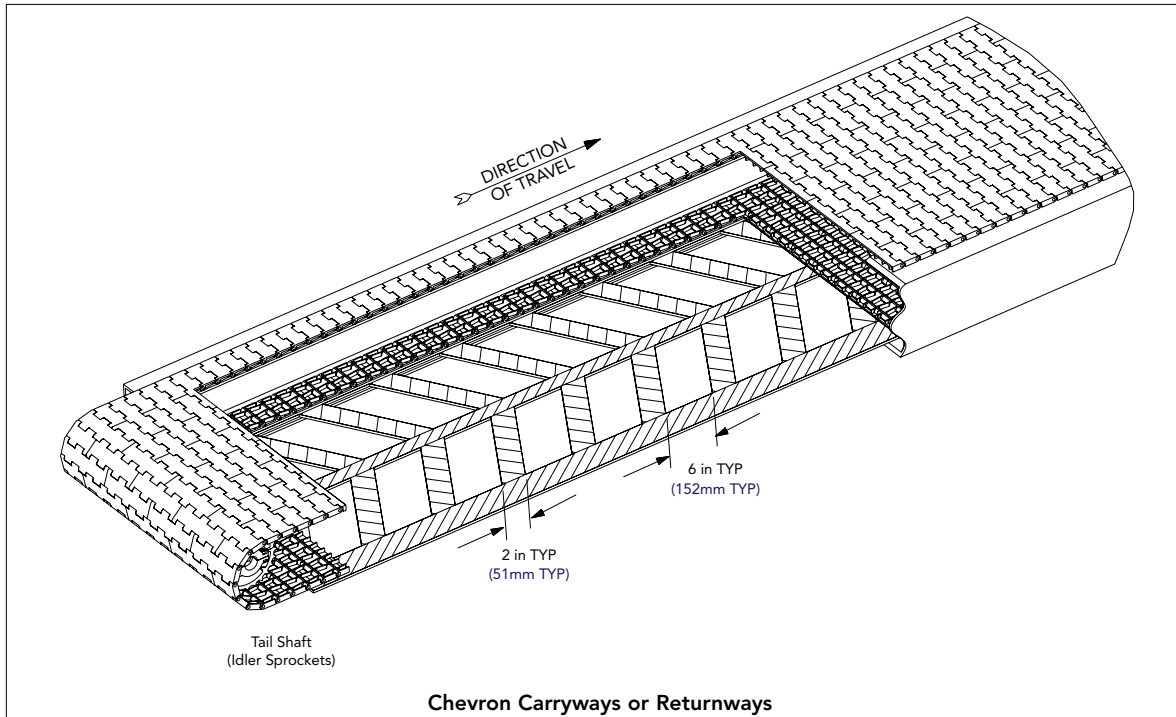 DIRECTION
OF TRAVEL
6 in TYP
(152mm TYP)
2 in TYP
(51mm TYP)
Tail Shaft
(Idler Sprockets)
Chevron Carryways or Returnways